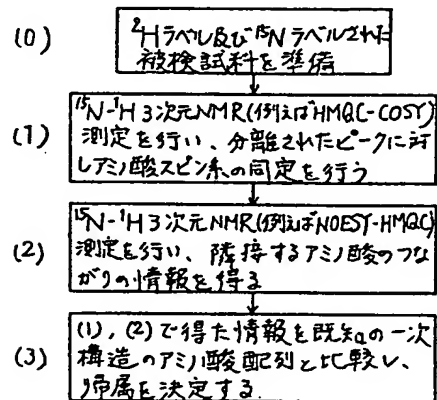 (0)
²Hラベル及び¹⁵Nラベルされた
被検試料を準備
(1)
¹⁵N-¹H 3次元NMR(例えばHMQC-COSY)
測定を行い、分離されたピークに対
しアミノ酸スピン系の同定を行う
(2)
¹⁵N-¹H 3次元NMR(例えばNOESY-HMQC)
測定を行い、隣接するアミノ酸のつな
がりの情報を得る
(3)
(1),(2)で得た情報を既知の一次
構造のアミノ酸配列と比較し、
帰属を決定する